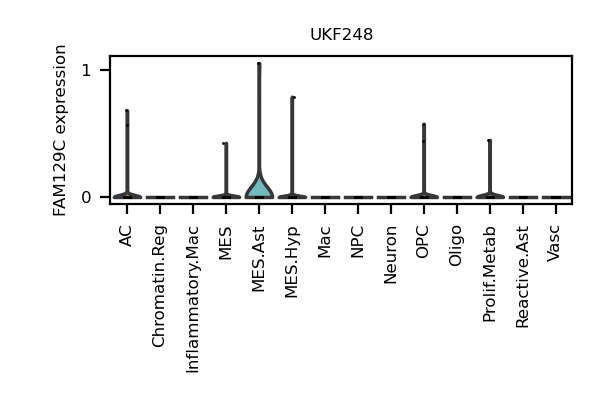 UKF248
FAM129C expression
1
0
AC
Chromatin.Reg
Inflammatory.Mac
MES
MES.Ast
MES.Hyp
Mac
NPC
Neuron
OPC
Oligo
Prolif.Metab
Reactive.Ast
Vasc